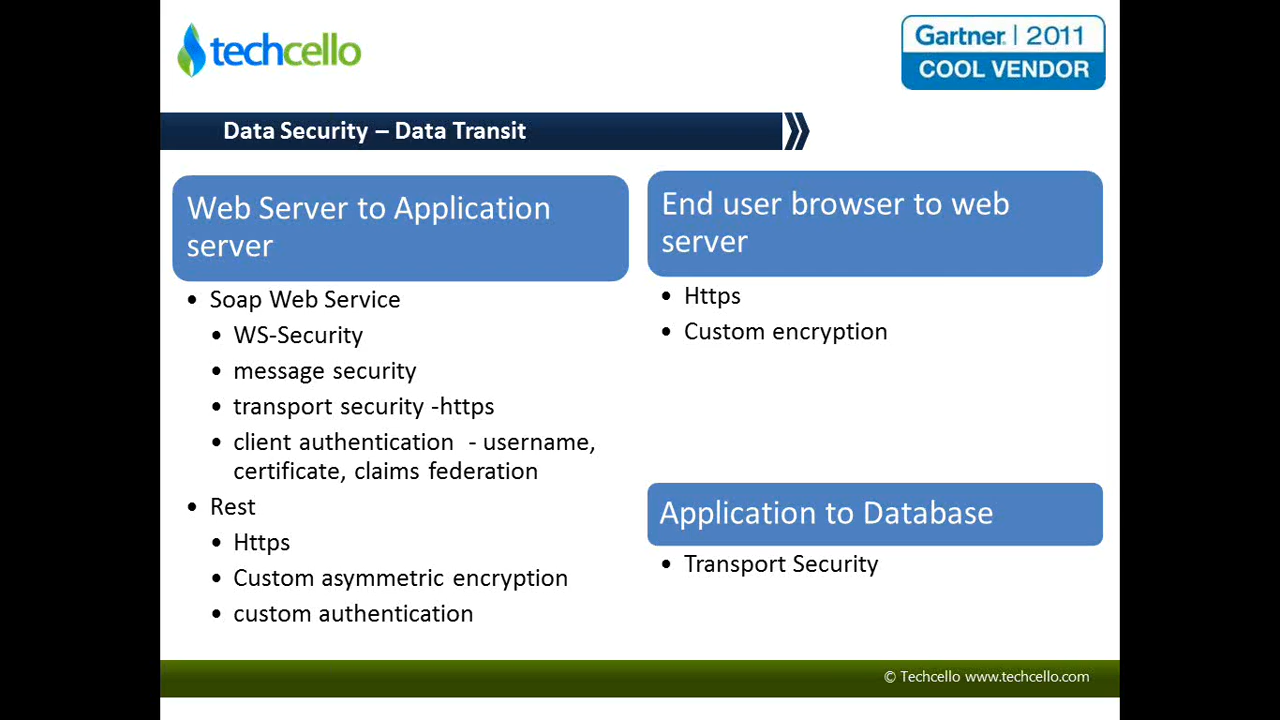 techcello
Gartner. | 2011
COOL VENDOR
Data Security – Data Transit
Web Server to Application
server
• Soap Web Service
• WS-Security
• message security
• transport security -https
• client authentication - username,
certificate, claims federation
• Rest
• Https
• Custom asymmetric encryption
• custom authentication
End user browser to web
server
• Https
• Custom encryption
Application to Database
• Transport Security
© Techcello www.techcello.com